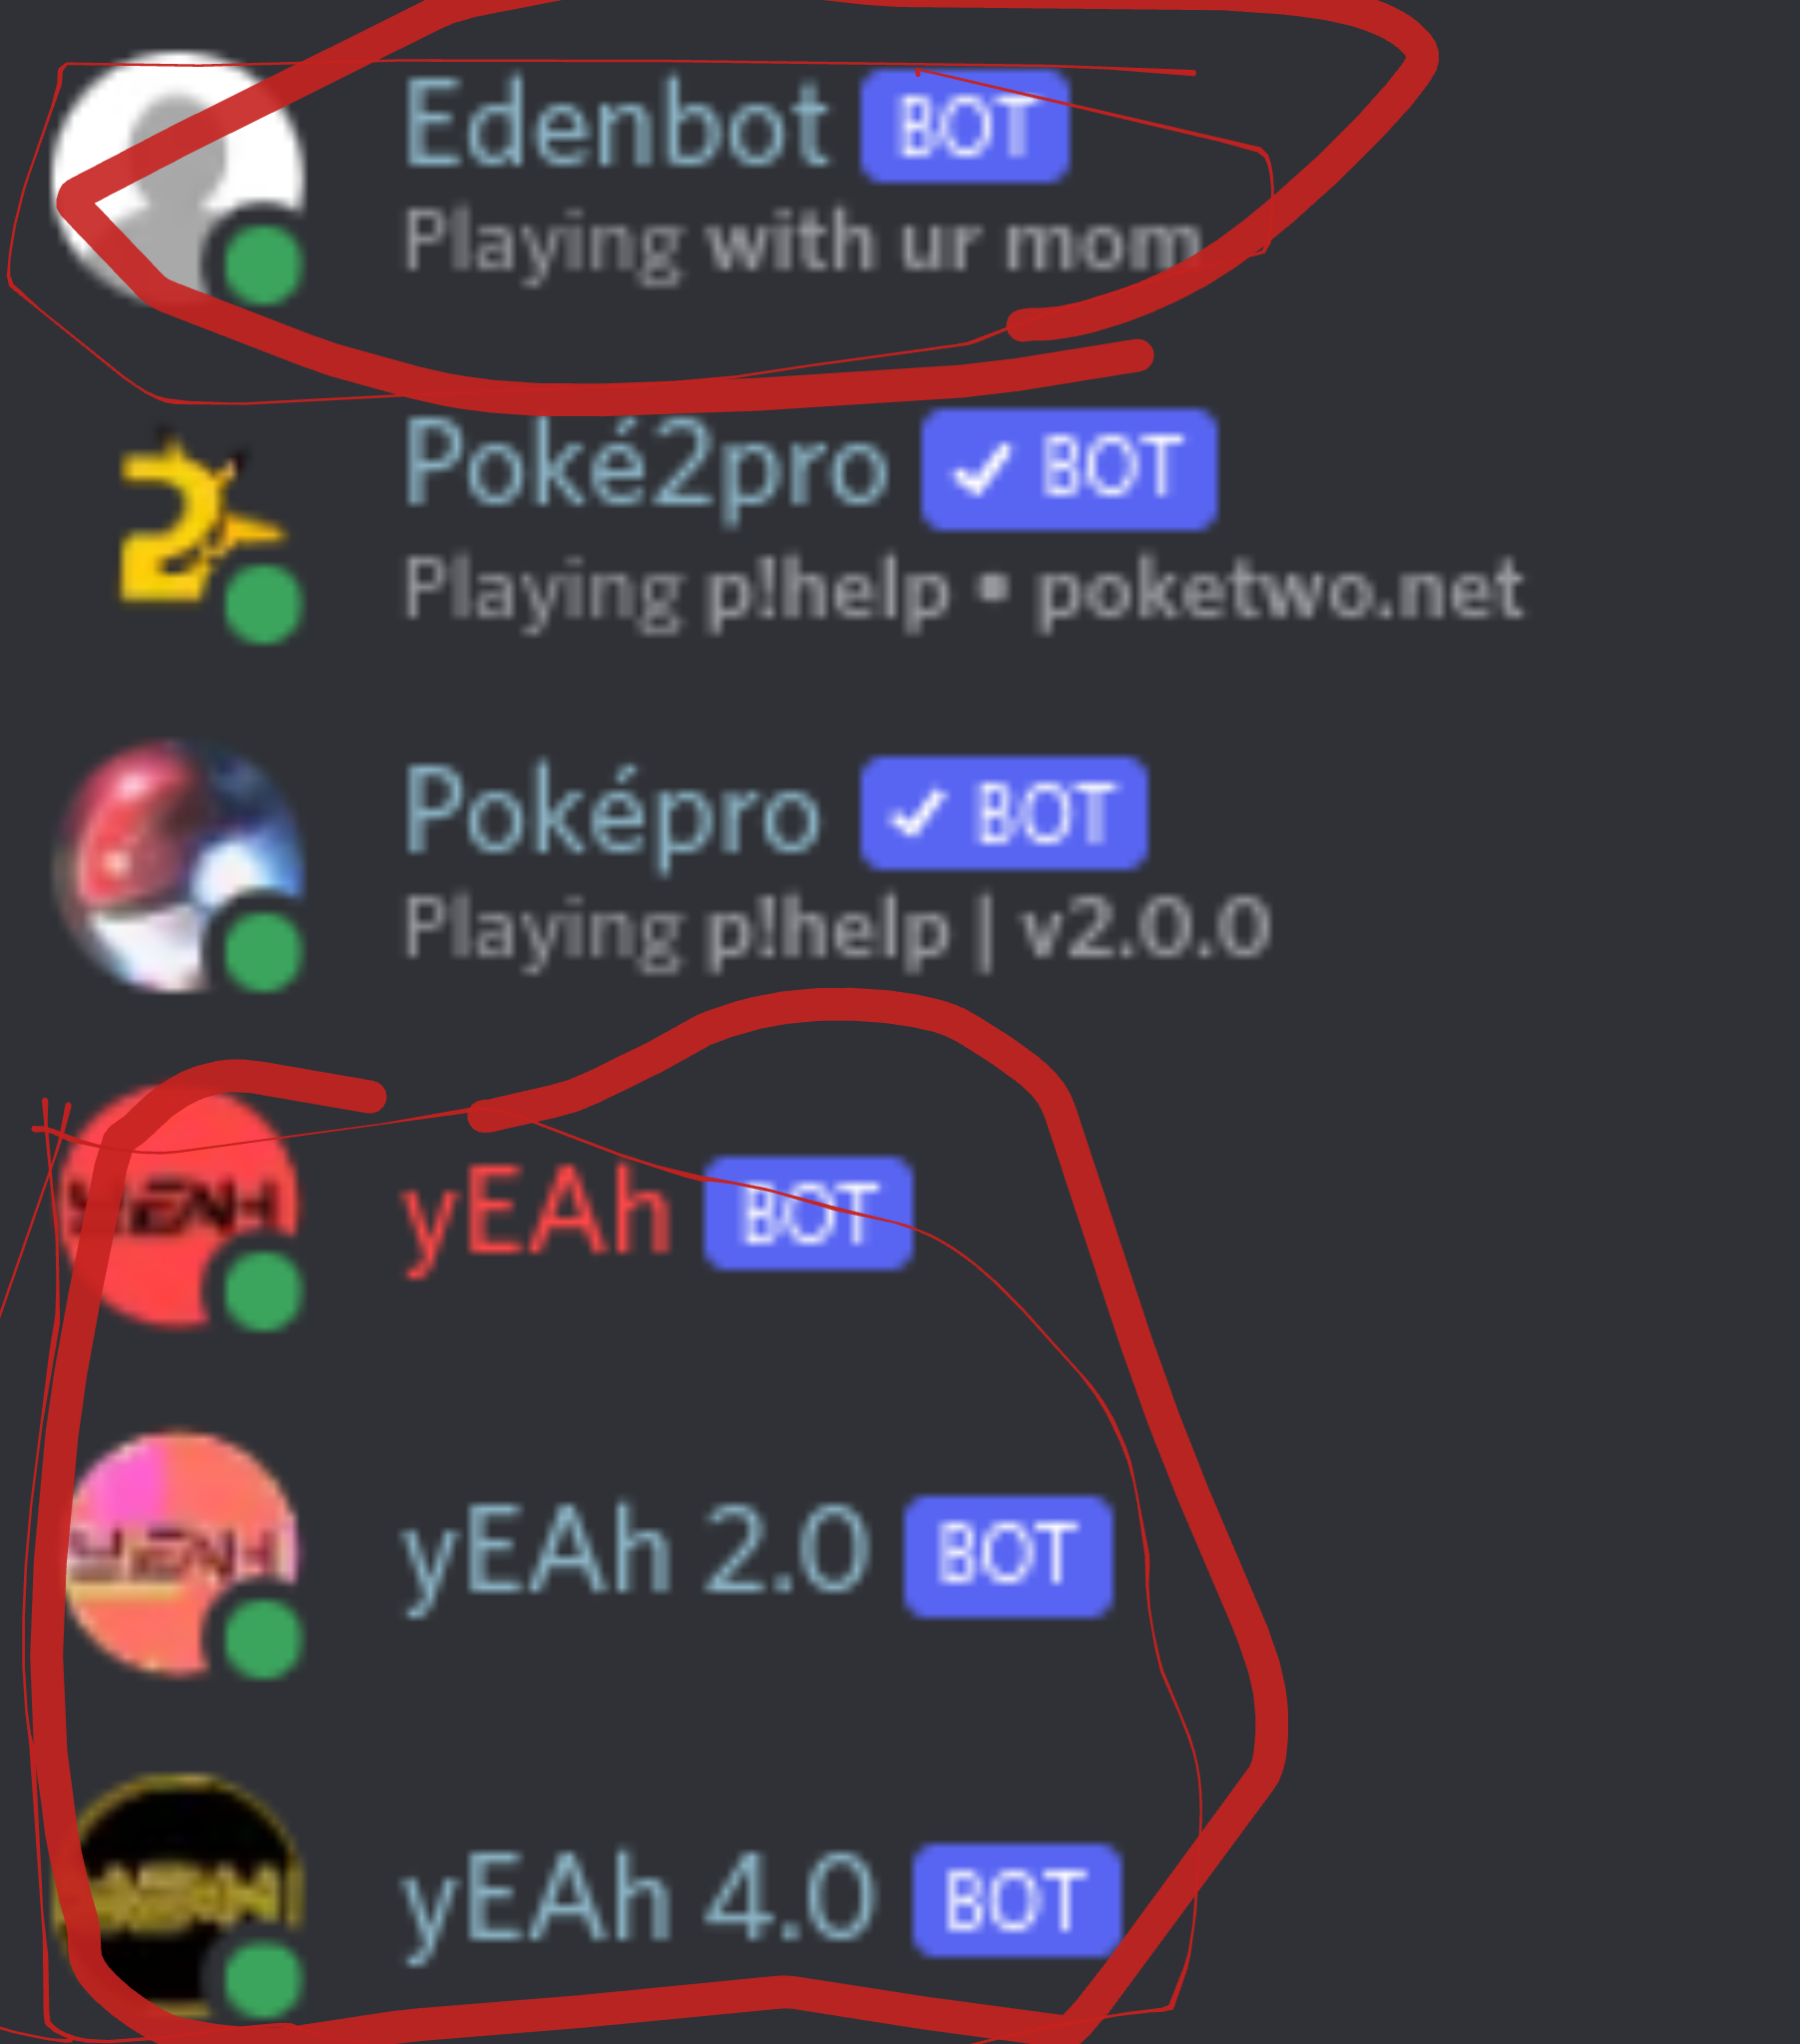 Edenbot BOT
Playing with ur mom
Poké2pro ✓ BOT
Playing p!help • poketwo.net
Poképro ✓ BOT
Playing p!help | v2.0.0
yEAh BOT
yEAh 2.0 BOT
yEAh 4.0 BOT